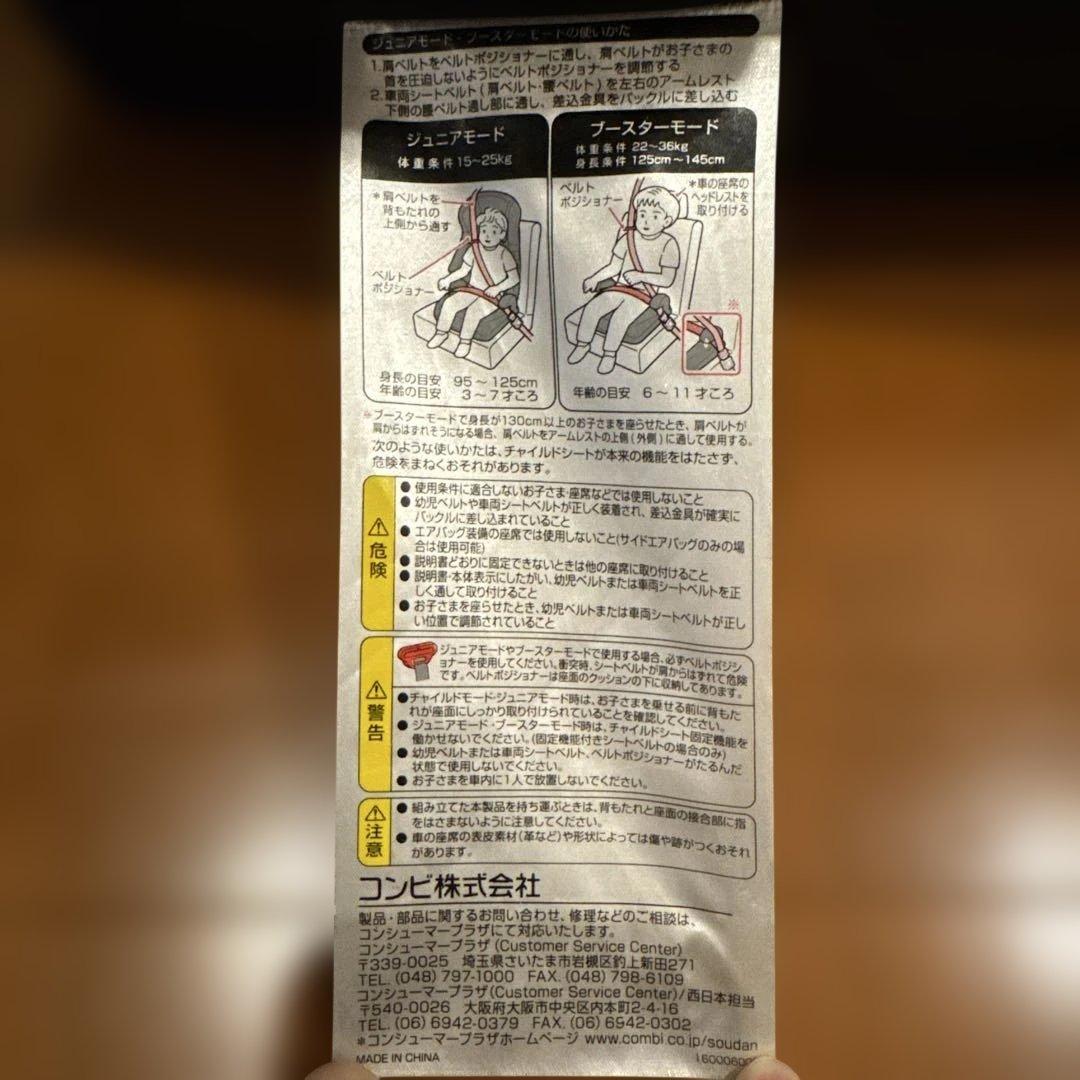 ジュニアモード・ブースターモードの使いかた
1.肩ベルトをベルトポジショナーに通し、肩ベルトがお子さまの
首を圧迫しないようにベルトポジショナーを調節する
2.車両シートベルト(肩ベルト・腰ベルト)を左右のアームレスト
下側の腰ベルト通し部に通し、差込金具をバックルに差し込む
ジュニアモード
体重条件 15～25kg
*肩ベルトを
背もたれの
上側から通す
ベルト
ポジショナー
身長の目安 95～125cm
年齢の目安 3～7才ころ
ブースターモード
体重条件 22～36kg
身長条件 125cm～145cm
ベルト
ポジショナー
*車の座席の
ヘッドレストを
取り付ける
※
年齢の目安 6～11才ころ
※ブースターモードで身長が130cm以上のお子さまを座らせたとき、肩ベルトが
肩からはずれそうになる場合、肩ベルトをアームレストの上側(外側)に通して使用する。
次のような使いかたは、チャイルドシートが本来の機能をはたさず、
危険をまねくおそれがあります。
危険
●使用条件に適合しないお子さま・座席などでは使用しないこと
●幼児ベルトや車両シートベルトが正しく装着され、差込金具が確実に
バックルに差し込まれていること
●エアバッグ装備の座席では使用しないこと(サイドエアバッグのみの場
合は使用可能)
●説明書どおりに固定できないときは他の座席に取り付けること
●説明書・本体表示にしたがい、幼児ベルトまたは車両シートベルトを正
しく通して取り付けること
●お子さまを座らせたとき、幼児ベルトまたは車両シートベルトが正し
い位置で調節されていること
警告
ジュニアモードやブースターモードで使用する場合、必ずベルトポジシ
ョナーを使用してください。衝突時、シートベルトが肩からはずれて危険
です。ベルトポジショナーは座面のクッションの下に収納してあります。
●チャイルドモード・ジュニアモード時は、お子さまを乗せる前に背もた
れが座面にしっかり取り付けられていることを確認してください。
●ジュニアモード・ブースターモード時は、チャイルドシート固定機能を
働かせないでください。(固定機能付きシートベルトの場合のみ)
●幼児ベルトまたは車両シートベルト、ベルトポジショナーがたるんだ
状態で使用しないでください。
●お子さまを車内に1人で放置しないでください。
注意
●組み立てた本製品を持ち運ぶときは、背もたれと座面の接合部に指
をはさまないように注意してください。
●車の座席の表皮素材(革など)や形状によっては傷や跡がつくおそれ
があります。
コンビ株式会社
製品・部品に関するお問い合わせ、修理などのご相談は、
コンシューマープラザにて対応いたします。
コンシューマープラザ(Customer Service Center)
〒339-0025 埼玉県さいたま市岩槻区釣上新田271
TEL.(048)797-1000 FAX.(048)798-6109
コンシューマープラザ(Customer Service Center)/西日本担当
〒540-0026 大阪府大阪市中央区内本町2-4-16
TEL.(06)6942-0379 FAX.(06)6942-0302
*コンシューマープラザホームページ www.combi.co.jp/soudan
MADE IN CHINA